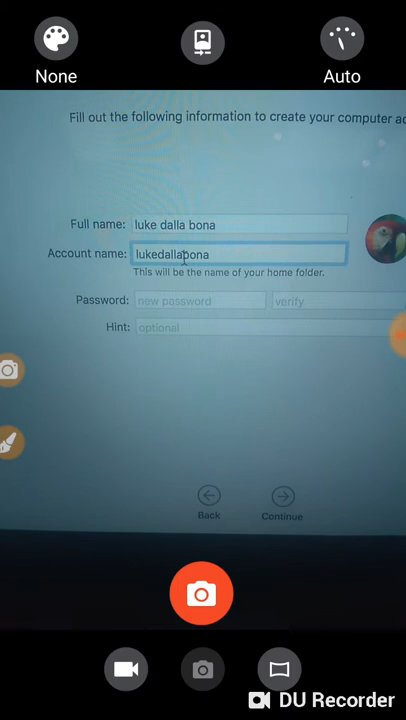 None
Auto
Fill out the following information to create your computer ac
Full name: luke dalla bona
Account name: lukedallabona
This will be the name of your home folder.
Password: new password verify
Hint: optional
Back
Continue
DU Recorder